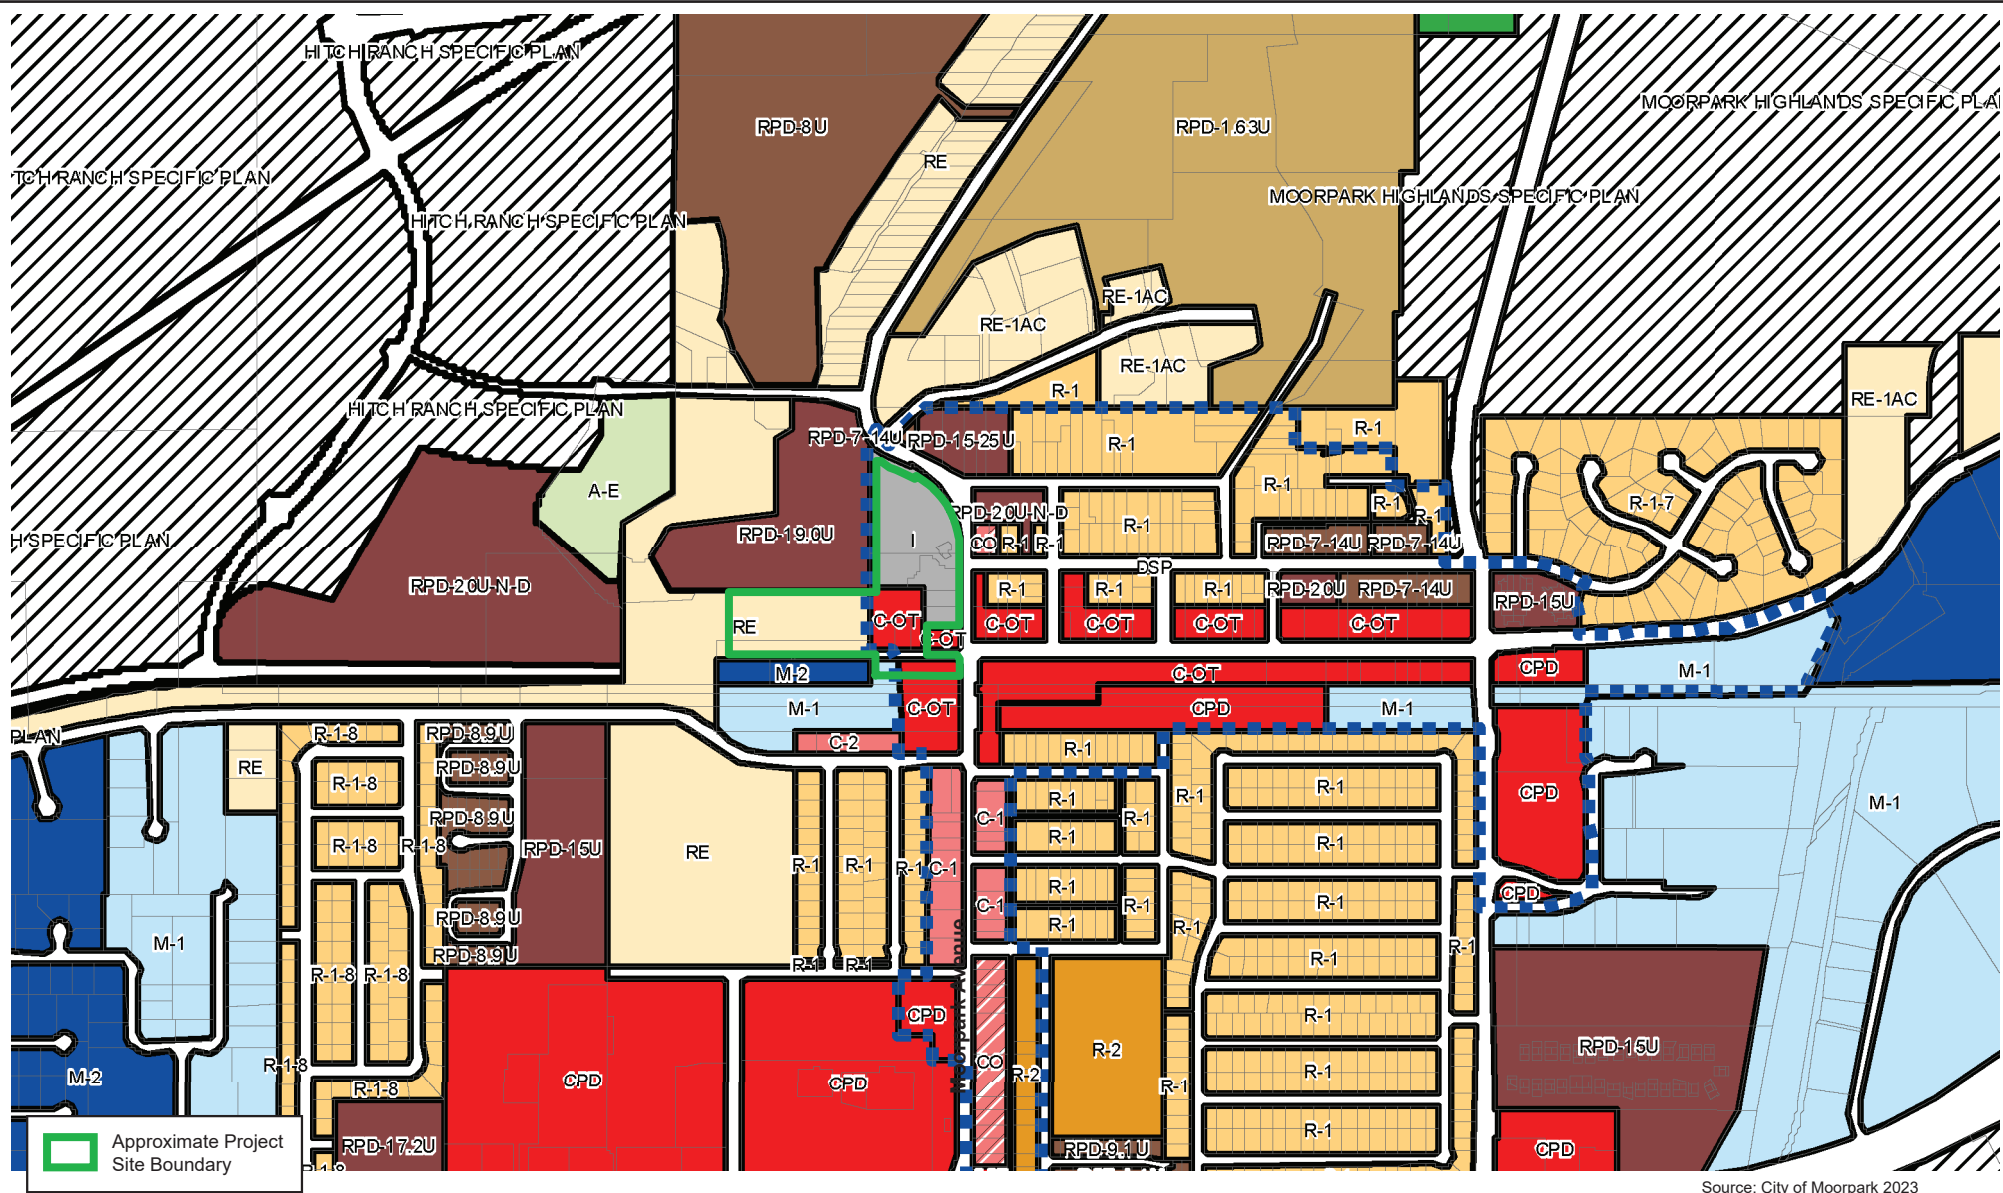 HITCH RANCH SPECIFIC PLAN
MOORPARK HIGHLANDS SPECIFIC PLA
RPD-8U
RPD-1.63U
RE
TCH RANCH SPECIFIC PLAN
MOORPARK HIGHLANDS SPECIFIC PLAN
HITCH RANCH SPECIFIC PLAN
RE-1AC
RE-1AC
RE-1AC
R-1
RE-1AC
HITCH RANCH SPECIFIC PLAN
RPD-7-14U
RPD-15-25U
R-1
R-1
A-E
R-1
R-1-7
R-1
R-1
RPD-20U-N-D
R-1
RPD-19.0U
I
CO
R-1
R-1
RPD-7-14U
RPD-7-14U
H SPECIFIC PLAN
DSP
RPD-20U-N-D
R-1
R-1
R-1
RPD-20U
RPD-7-14U
RPD-15U
RE
C-OT
C-OT
C-OT
C-OT
C-OT
C-OT
M-2
C-OT
CPD
M-1
M-1
C-OT
CPD
M-1
PLAN
R-1-8
RPD-8.9U
C-2
R-1
RE
R-1-8
RPD-8.9U
R-1
R-1
R-1
CPD
M-1
RPD-8.9U
C-1
R-1
R-1-8
R-1-8
RPD-15U
RE
R-1
R-1
R-1
R-1
C-1
R-1
R-1
RPD-8.9U
C-1
R-1
R-1
CPD
M-1
R-1
R-1
R-1
RPD-8.9U
R-1
R-1
R-1
R-1-8
R-1-8
Moorpark Avenue
CPD
R-1
R-1-8
CO
R-2
R-2
R-1
RPD-15U
M-2
CPD
CPD
R-1-8
R-1
R-1
RPD-17.2U
RPD-9.1U
CPD
Approximate Project
Site Boundary
Source: City of Moorpark 2023